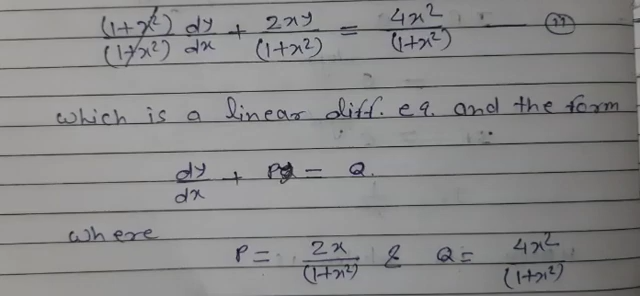 (1+x²)/(1+x²) dy/dx + 2xy/(1+x²) = 4x²/(1+x²)
which is a linear diff. eq. and the form
dy/dx + Py = Q.
where
P = 2x/(1+x²) & Q = 4x²/(1+x²)